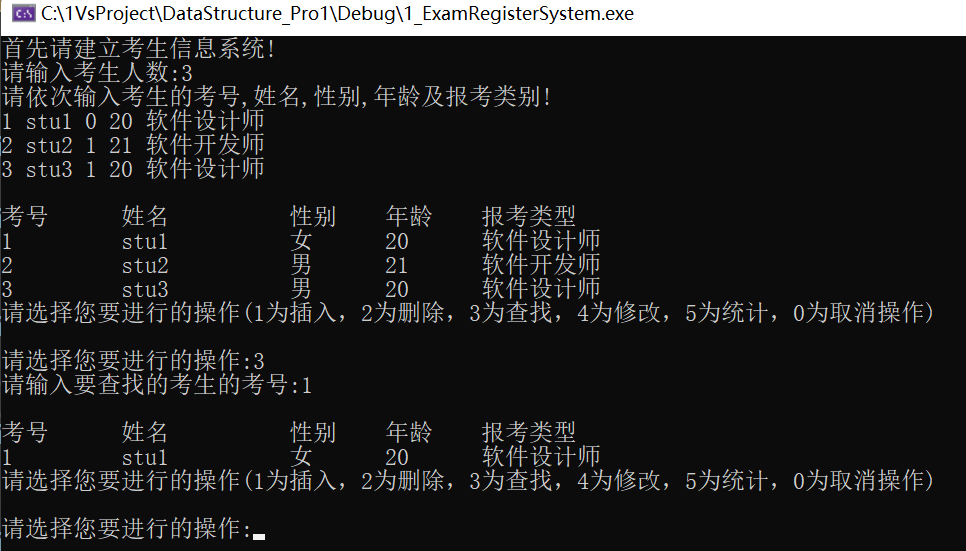 C:\1VsProject\DataStructure_Pro1\Debug\1_ExamRegisterSystem.exe
首先请建立考生信息系统!
请输入考生人数:3
请依次输入考生的考号,姓名,性别,年龄及报考类别!
1 stu1 0 20 软件设计师
2 stu2 1 21 软件开发师
3 stu3 1 20 软件设计师
考号 姓名 性别 年龄 报考类型
1 stu1 女 20 软件设计师
2 stu2 男 21 软件开发师
3 stu3 男 20 软件设计师
请选择您要进行的操作(1为插入，2为删除，3为查找，4为修改，5为统计，0为取消操作)
请选择您要进行的操作:3
请输入要查找的考生的考号:1
考号 姓名 性别 年龄 报考类型
1 stu1 女 20 软件设计师
请选择您要进行的操作(1为插入，2为删除，3为查找，4为修改，5为统计，0为取消操作)
请选择您要进行的操作: